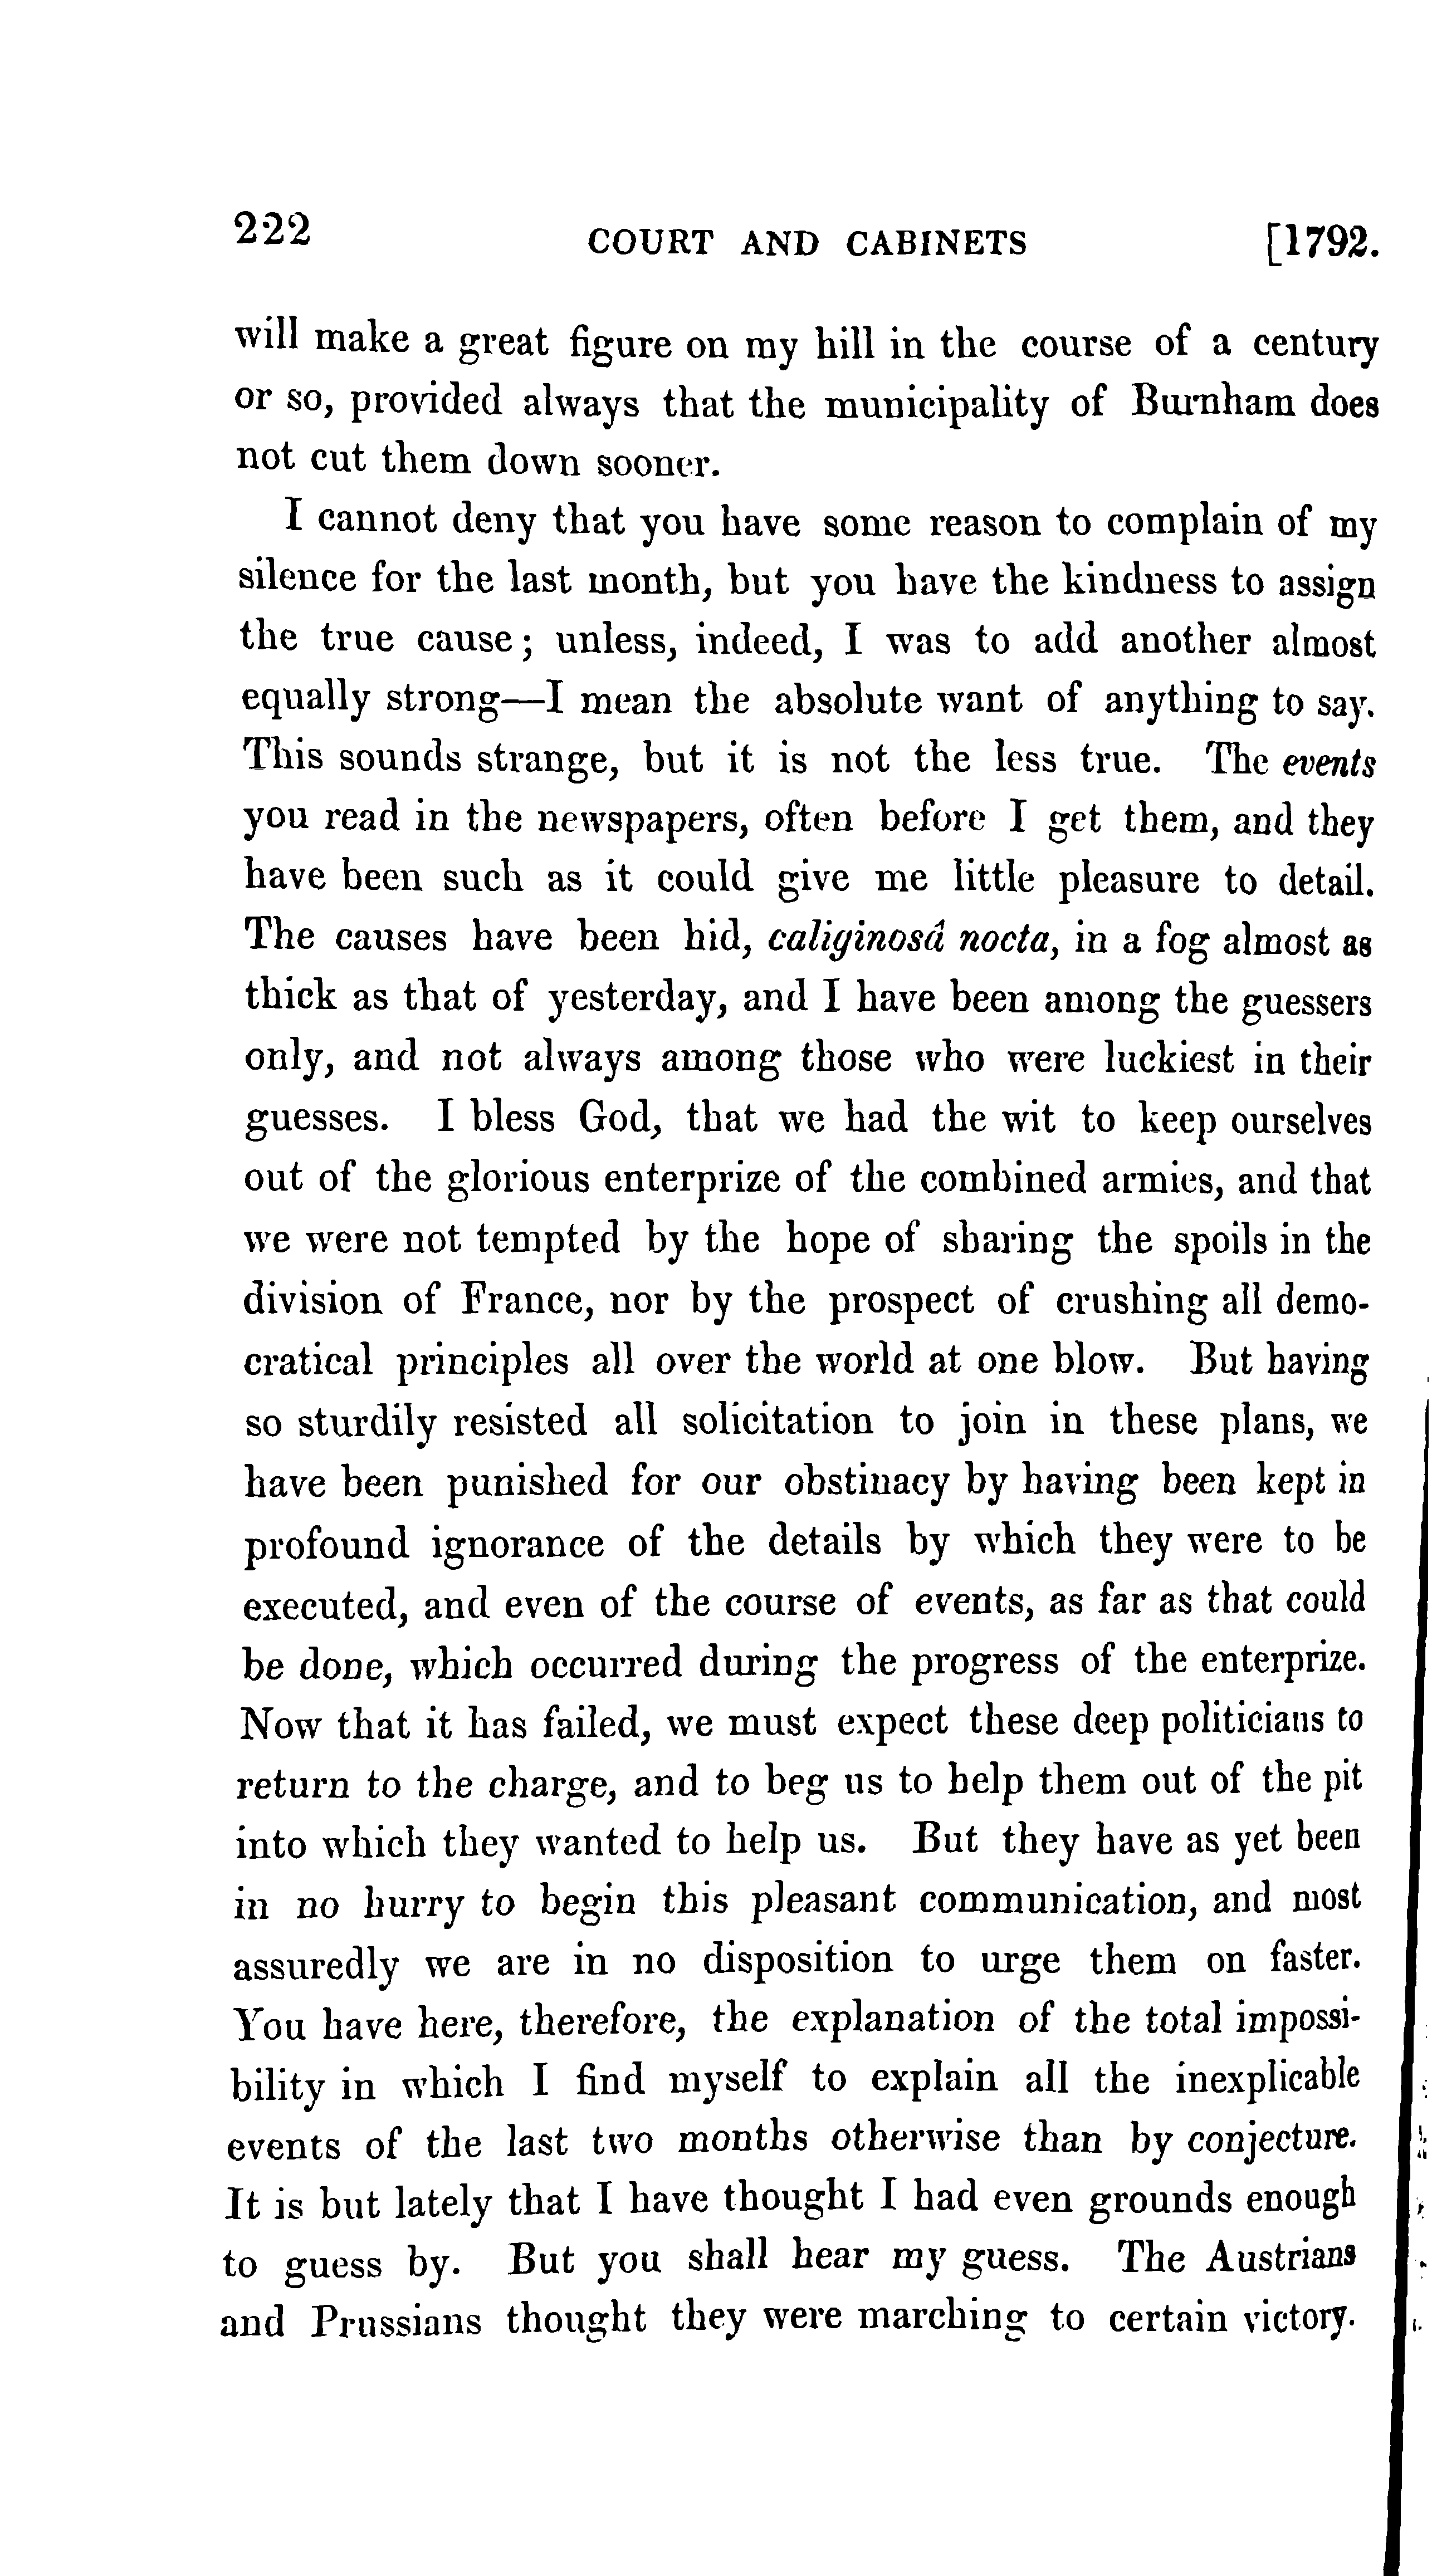 222 COURT AND CABINETS [1792.
will make a great figure on my hill in the course of a century
or so, provided always that the municipality of Burnham does
not cut them down sooner.
I cannot deny that you have some reason to complain of my
silence for the last month, but you have the kindness to assign
the true cause; unless, indeed, I was to add another almost
equally strong—I mean the absolute want of anything to say.
This sounds strange, but it is not the less true. The events
you read in the newspapers, often before I get them, and they
have been such as it could give me little pleasure to detail.
The causes have been hid, caliginosâ nocta, in a fog almost as
thick as that of yesterday, and I have been among the guessers
only, and not always among those who were luckiest in their
guesses. I bless God, that we had the wit to keep ourselves
out of the glorious enterprize of the combined armies, and that
we were not tempted by the hope of sharing the spoils in the
division of France, nor by the prospect of crushing all demo-
cratical principles all over the world at one blow. But having
so sturdily resisted all solicitation to join in these plans, we
have been punished for our obstinacy by having been kept in
profound ignorance of the details by which they were to be
executed, and even of the course of events, as far as that could
be done, which occurred during the progress of the enterprize.
Now that it has failed, we must expect these deep politicians to
return to the charge, and to beg us to help them out of the pit
into which they wanted to help us. But they have as yet been
in no hurry to begin this pleasant communication, and most
assuredly we are in no disposition to urge them on faster.
You have here, therefore, the explanation of the total impossi-
bility in which I find myself to explain all the inexplicable
events of the last two months otherwise than by conjecture.
It is but lately that I have thought I had even grounds enough
to guess by. But you shall hear my guess. The Austrians
and Prussians thought they were marching to certain victory.